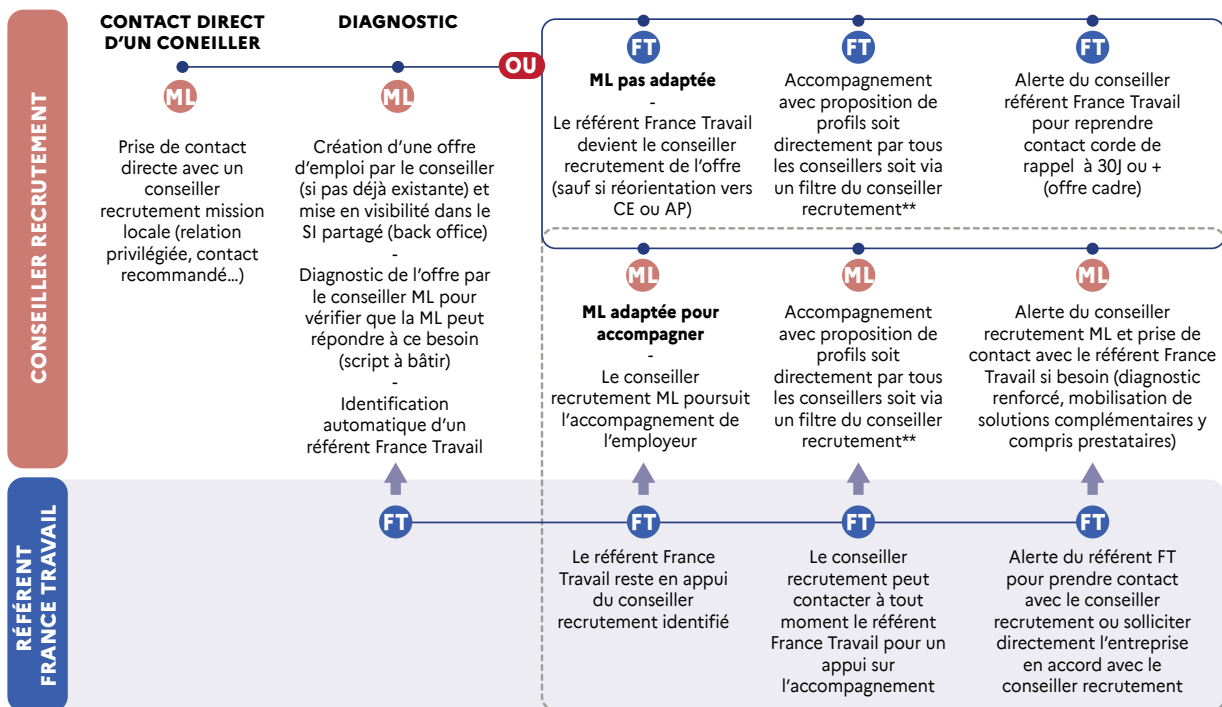 CONSEILLER RECRUTEMENT
CONTACT DIRECT
D'UN CONEILLER
ML
Prise de contact
directe avec un
conseiller
recrutement mission
locale (relation
privilégiée, contact
recommandé…)
DIAGNOSTIC
ML
Création d'une offre
d'emploi par le conseiller
(si pas déjà existante) et
mise en visibilité dans le
SI partagé (back office)
-
Diagnostic de l'offre par
le conseiller ML pour
vérifier que la ML peut
répondre à ce besoin
(script à bâtir)
-
Identification
automatique d'un
référent France Travail
OU
FT
ML pas adaptée
-
Le référent France Travail
devient le conseiller
recrutement de l'offre
(sauf si réorientation vers
CE ou AP)
FT
Accompagnement
avec proposition de
profils soit
directement par tous
les conseillers soit via
un filtre du conseiller
recrutement**
FT
Alerte du conseiller
référent France Travail
pour reprendre
contact corde de
rappel à 30J ou +
(offre cadre)
ML
ML adaptée pour
accompagner
-
Le conseiller
recrutement ML poursuit
l'accompagnement de
l'employeur
ML
Accompagnement
avec proposition de
profils soit
directement par tous
les conseillers soit via
un filtre du conseiller
recrutement**
ML
Alerte du conseiller
recrutement ML et prise de
contact avec le référent France
Travail si besoin (diagnostic
renforcé, mobilisation de
solutions complémentaires y
compris prestataires)
RÉFÉRENT
FRANCE TRAVAIL
FT
FT
Le référent France
Travail reste en appui
du conseiller
recrutement identifié
FT
Le conseiller
recrutement peut
contacter à tout
moment le référent
France Travail pour un
appui sur
l'accompagnement
FT
Alerte du référent FT
pour prendre contact
avec le conseiller
recrutement ou solliciter
directement l'entreprise
en accord avec le
conseiller recrutement